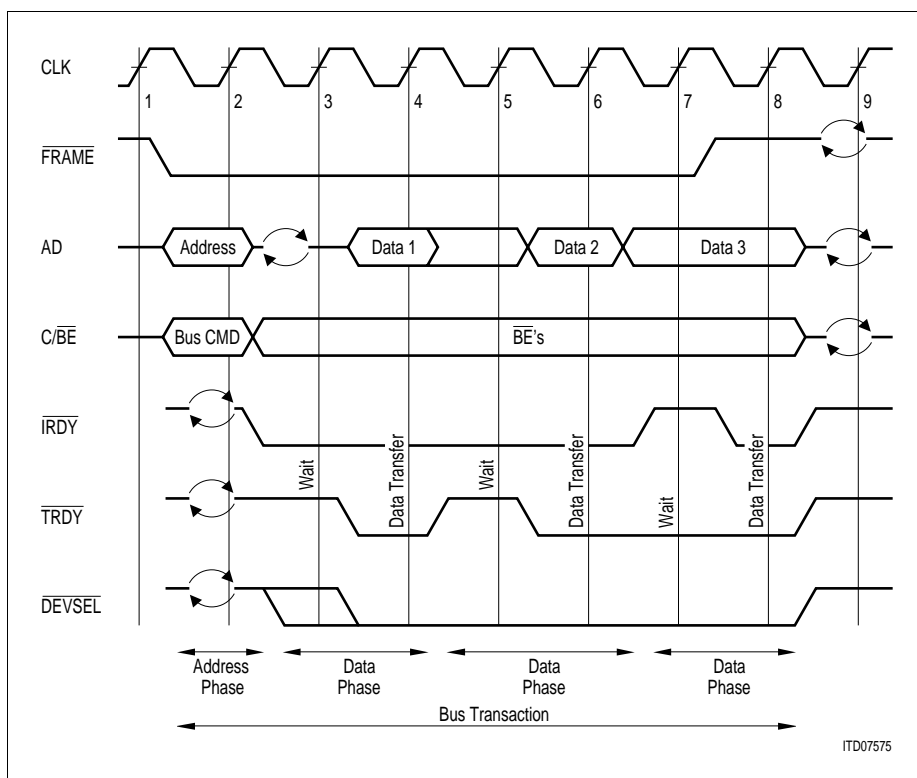 CLK
1 2 3 4 5 6 7 8 9
FRAME
AD Address Data 1 Data 2 Data 3
C/BE Bus CMD BE's
IRDY
Wait Data Transfer Wait Data Transfer Wait Data Transfer
TRDY
DEVSEL
Address Phase
Data Phase
Data Phase
Data Phase
Bus Transaction
ITD07575